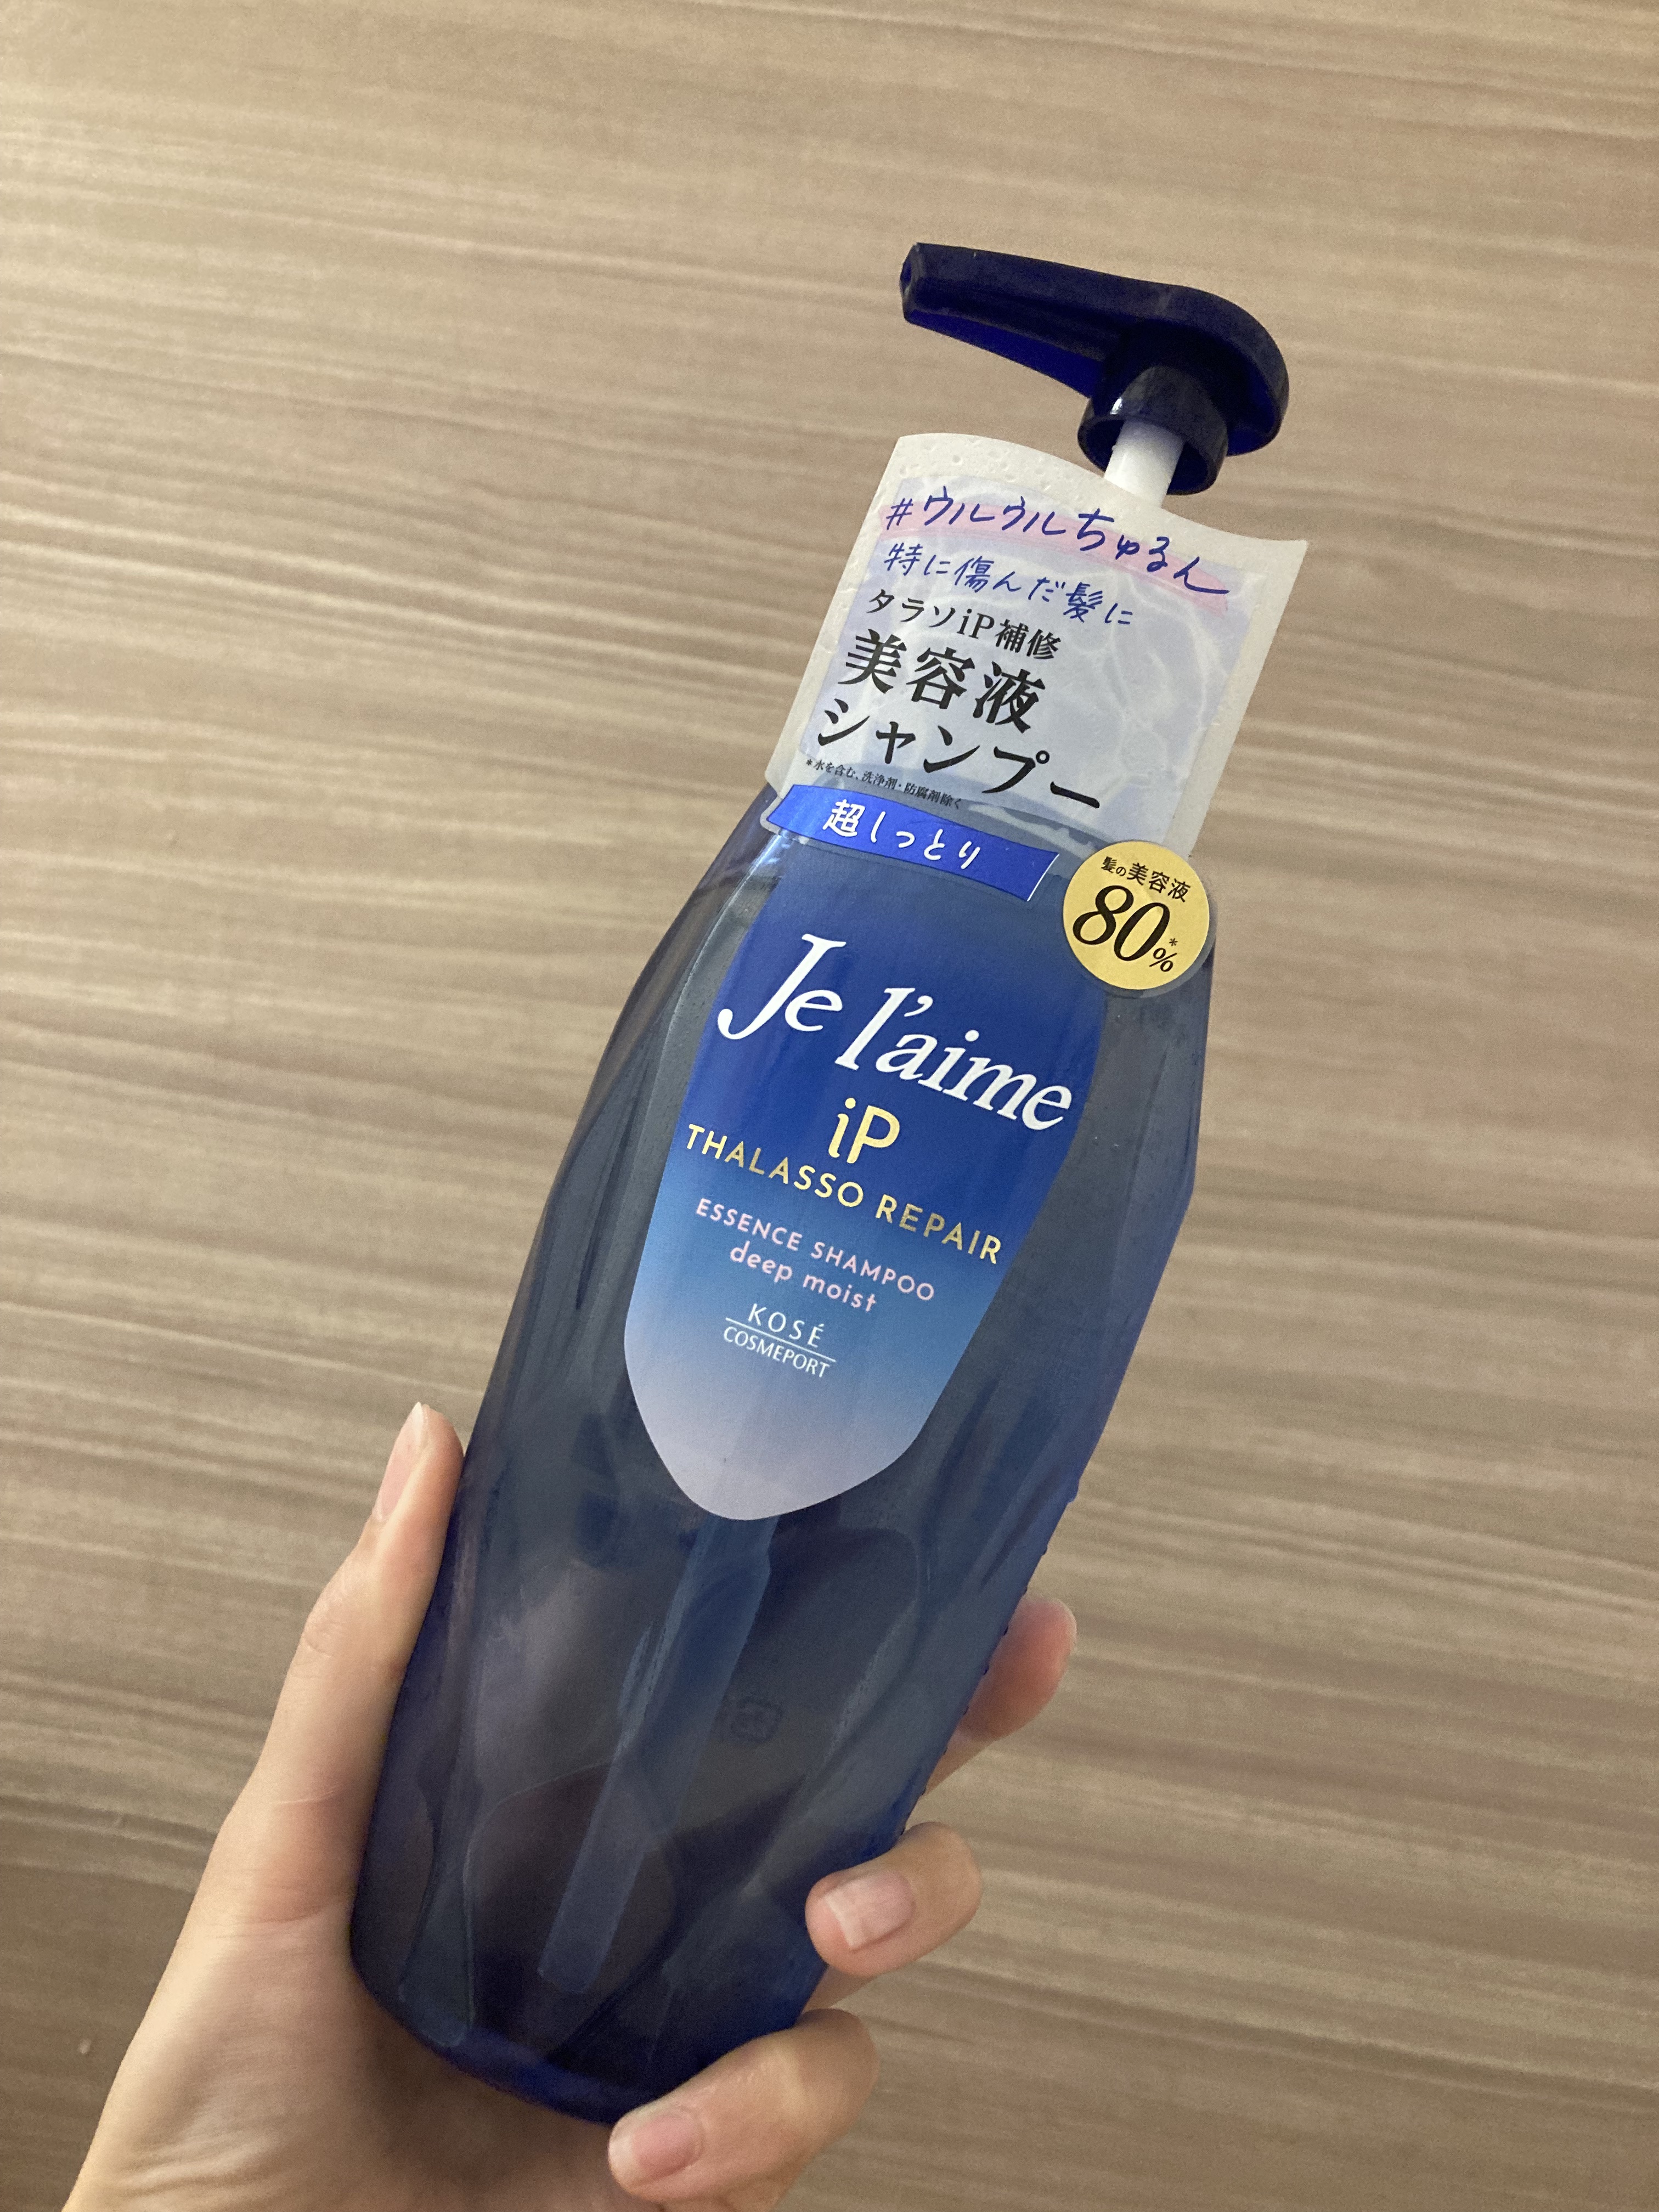 #ウルウルちゅるん
特に傷んだ髪に
タラソiP補修
美容液
シャンプー
*水を含む、洗浄剤・防腐剤除く
超しっとり
髪の美容液
80%*
Je l'aime
iP
THALASSO REPAIR
ESSENCE SHAMPOO
deep moist
KOSÉ
COSMEPORT